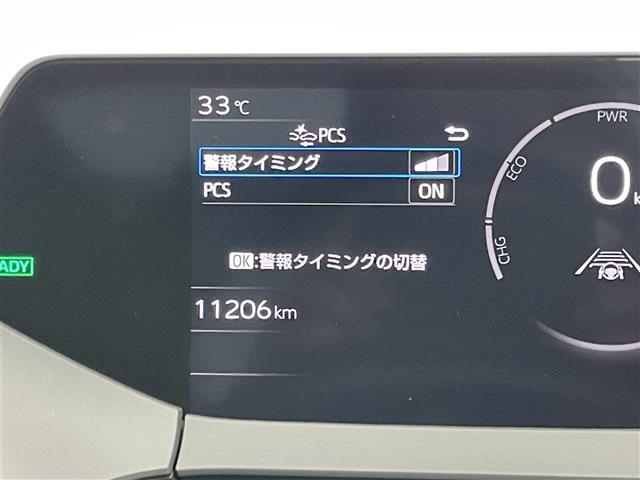 33℃
PCS
警報タイミング
PCS ON
OK:警報タイミングの切替
11206km
ADY
PWR
ECO
CHG
0
k